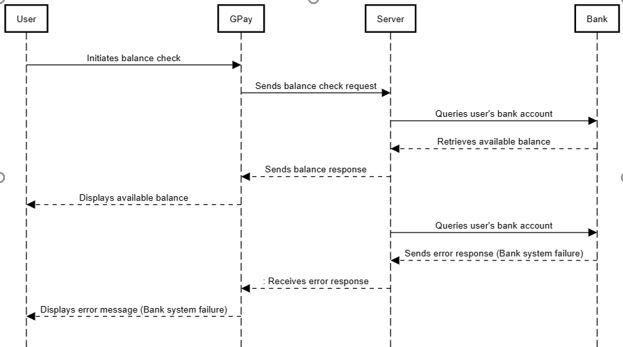 User GPay Server Bank
Initiates balance check
Sends balance check request
Queries user's bank account
Retrieves available balance
Sends balance response
Displays available balance
Queries user's bank account
Sends error response (Bank system failure)
: Receives error response
Displays error message (Bank system failure)